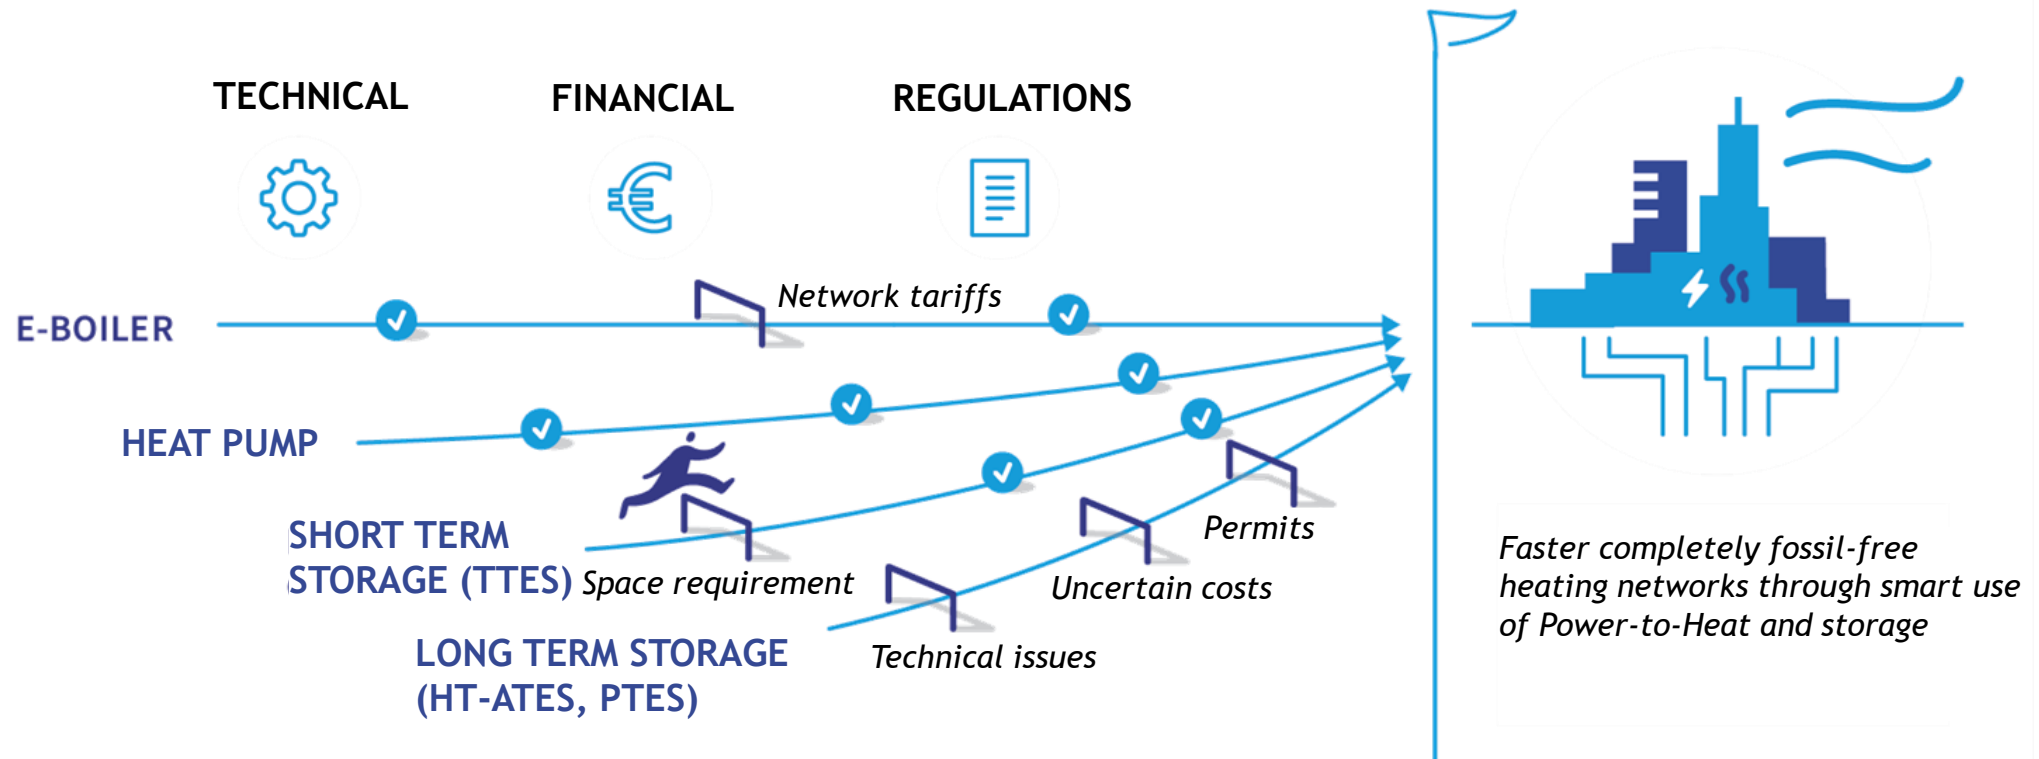 TECHNICAL
FINANCIAL
REGULATIONS
E-BOILER
Network tariffs
HEAT PUMP
SHORT TERM
STORAGE (TTES)
Space requirement
LONG TERM STORAGE
(HT-ATES, PTES)
Technical issues
Uncertain costs
Permits
Faster completely fossil-free
heating networks through smart use
of Power-to-Heat and storage